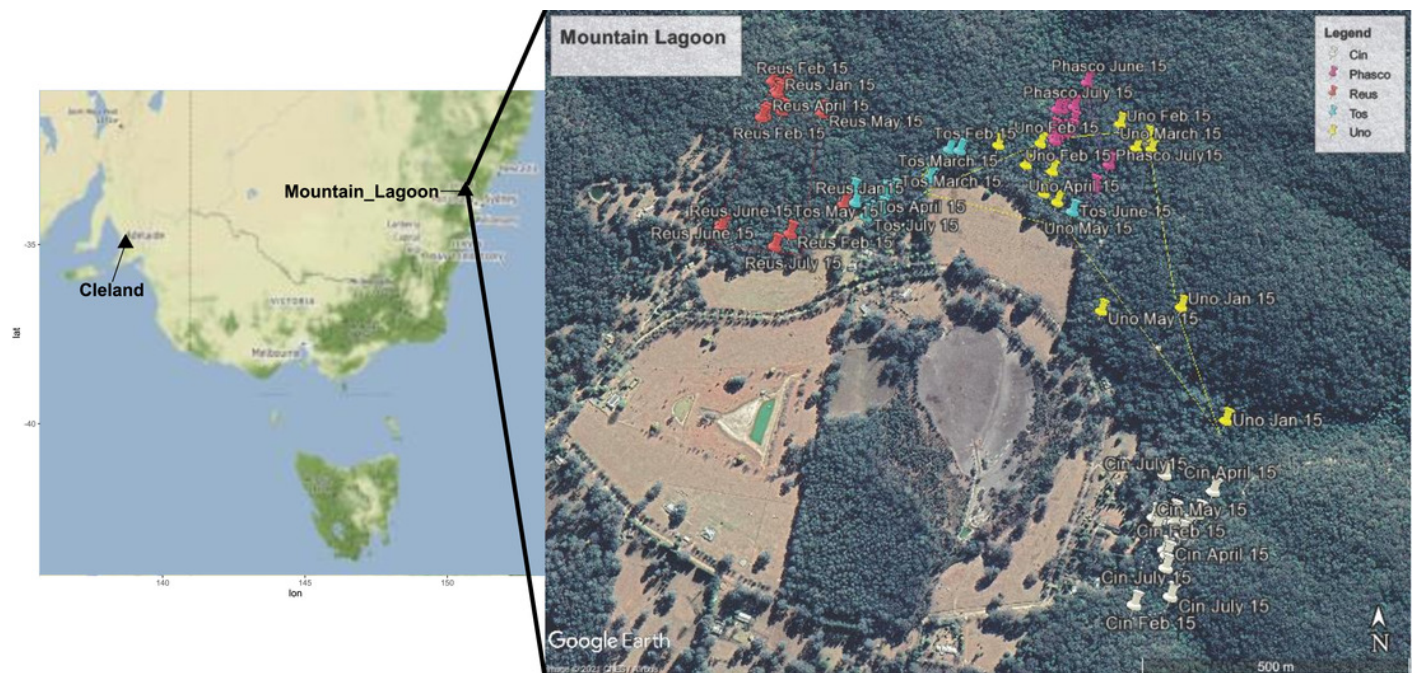 Mountain Lagoon
Legend
Cin
Phasco
Reus
Tos
Uno
Phasco June 15
Reus Feb 15
Reus Jan 15
Phasco July 15
Reus April 15
Reus May 15
Uno Feb 15
Reus Feb 15
Tos Feb 15
Uno Feb 15
Uno March 15
Tos March 15
Uno Feb 15
Phasco July15
Mountain_Lagoon
Reus Jan 15
Tos March 15
Uno April 15
Reus June 15
Tos May 15
Tos April 15
Tos June 15
Reus June 15
Tos July 15
Uno May 15
Reus Feb 15
Reus July 15
Adelaide
Sydney
-35
Cleland
VICTORIA
Melbourne
Uno Jan 15
Uno May 15
lat
Uno Jan 15
-40
Cin July15
Cin April 15
Cin May 15
Cin Feb 15
Cin April 15
Cin July 15
Cin July 15
Cin Feb 15
140
145
150
lon
Google Earth
N
500 m